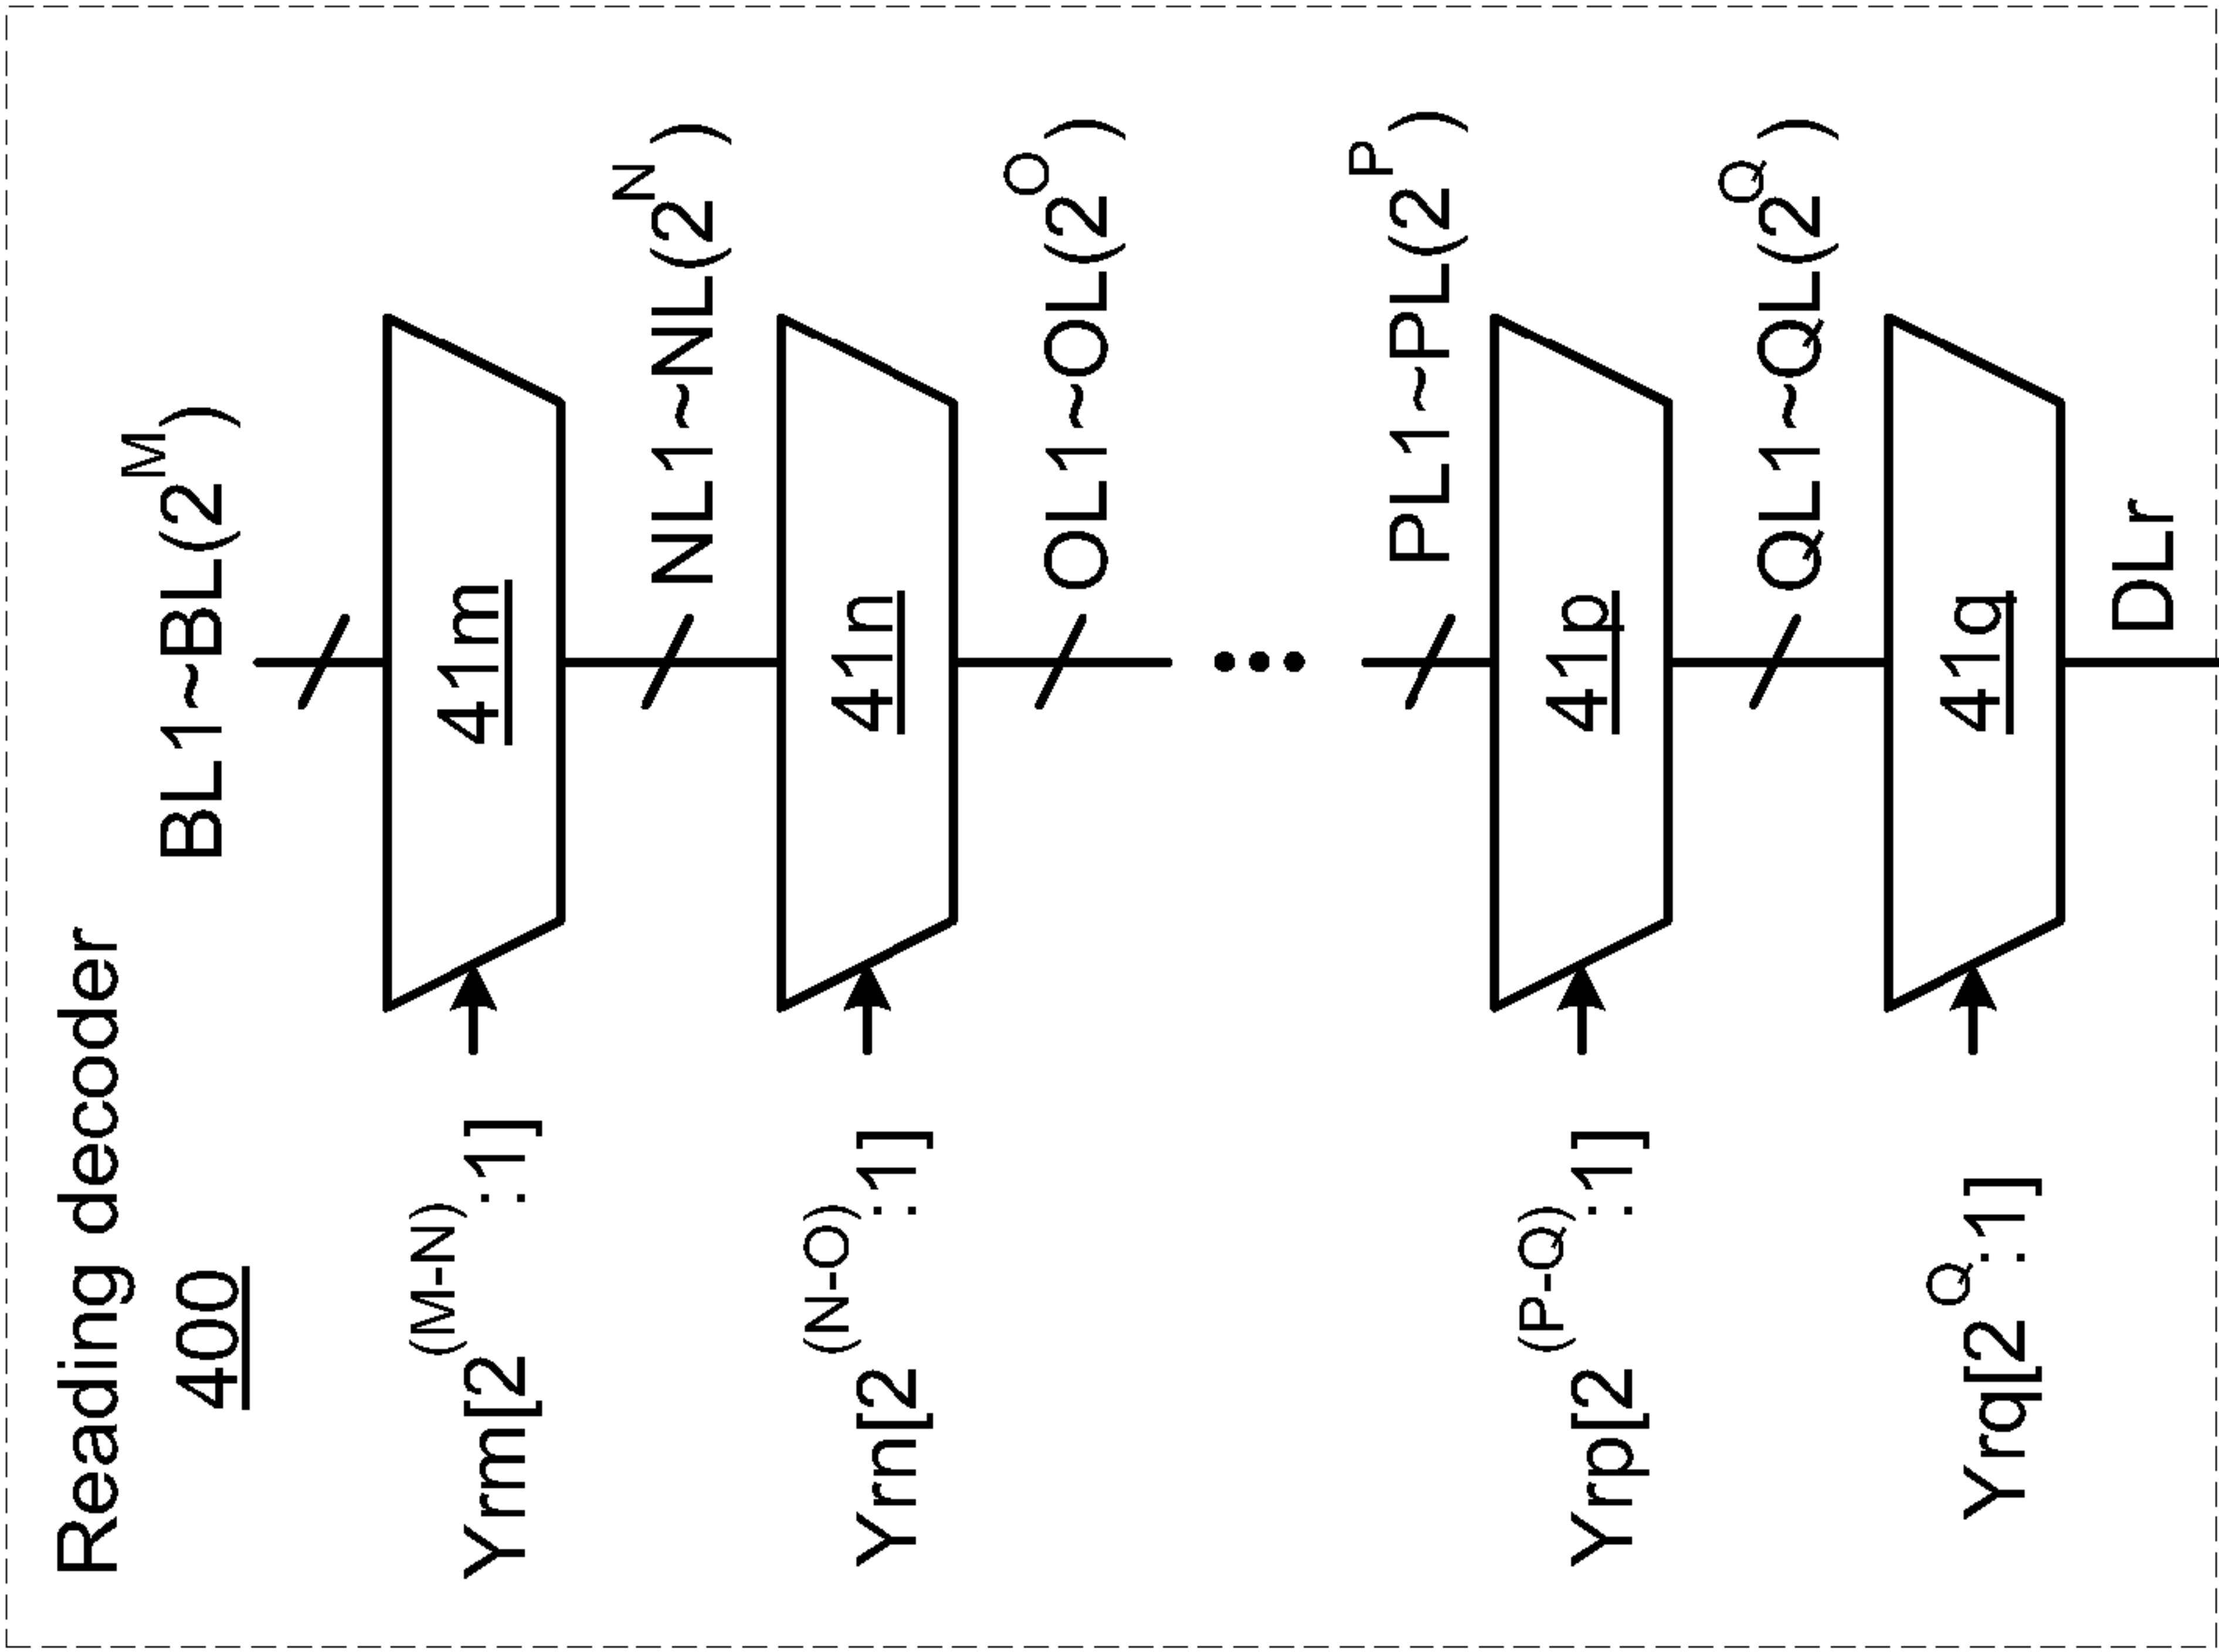 Reading decoder
400
BL1~BL(2^M)
Yrm[2^(M-N):1]
41m
NL1~NL(2^N)
Yrn[2^(N-O):1]
41n
OL1~OL(2^O)
PL1~PL(2^P)
Yrp[2^(P-Q):1]
41p
QL1~QL(2^Q)
Yrq[2^Q:1]
41q
DLr